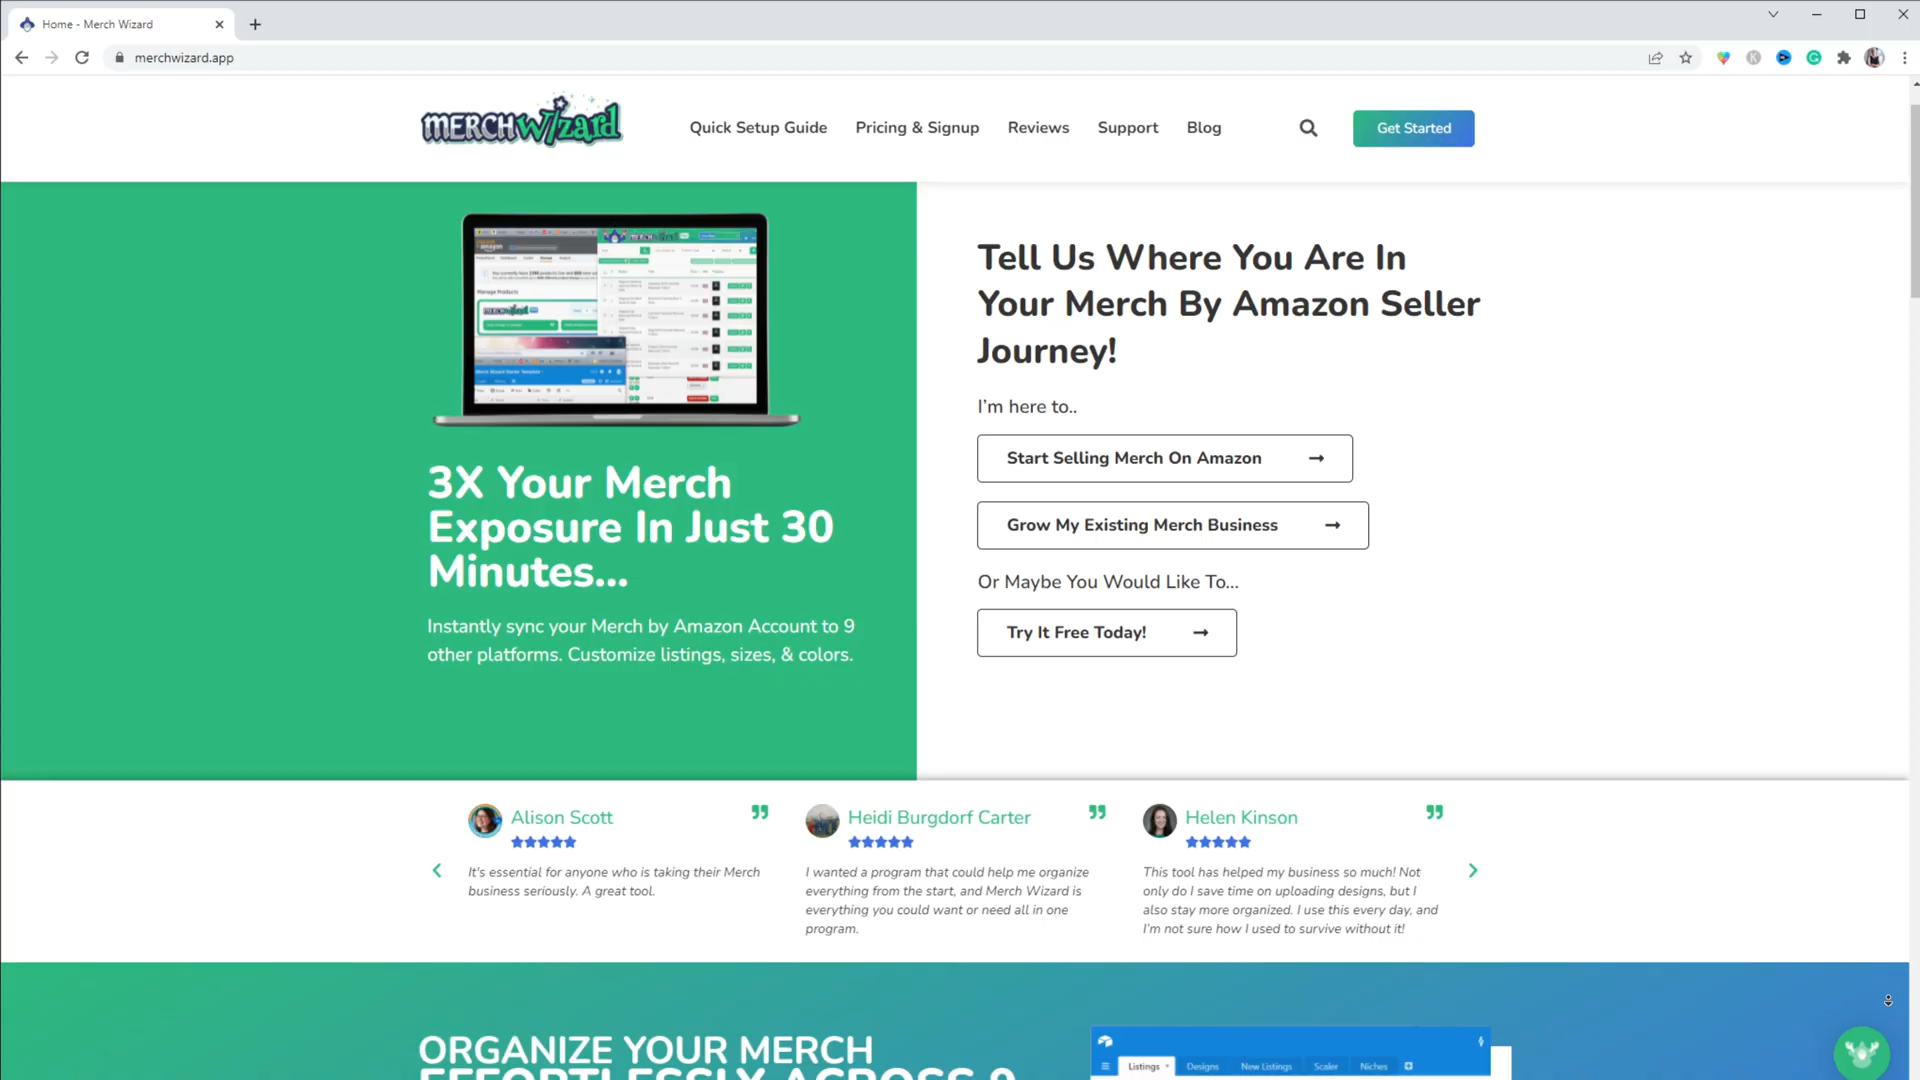 Home - Merch Wizard
merchwizard.app
MERCHWizard
Quick Setup Guide
Pricing & Signup
Reviews
Support
Blog
Get Started
3X Your Merch
Exposure In Just 30
Minutes...
Instantly sync your Merch by Amazon Account to 9
other platforms. Customize listings, sizes, & colors.
Tell Us Where You Are In
Your Merch By Amazon Seller
Journey!
I'm here to..
Start Selling Merch On Amazon
Grow My Existing Merch Business
Or Maybe You Would Like To...
Try It Free Today!
Alison Scott
It's essential for anyone who is taking their Merch
business seriously. A great tool.
Heidi Burgdorf Carter
I wanted a program that could help me organize
everything from the start, and Merch Wizard is
everything you could want or need all in one
program.
Helen Kinson
This tool has helped my business so much! Not
only do I save time on uploading designs, but I
also stay more organized. I use this every day, and
I'm not sure how I used to survive without it!
ORGANIZE YOUR MERCH
EFFORTLESSLY ACROSS 9
Listings
Designs
New Listings
Scaler
Niches